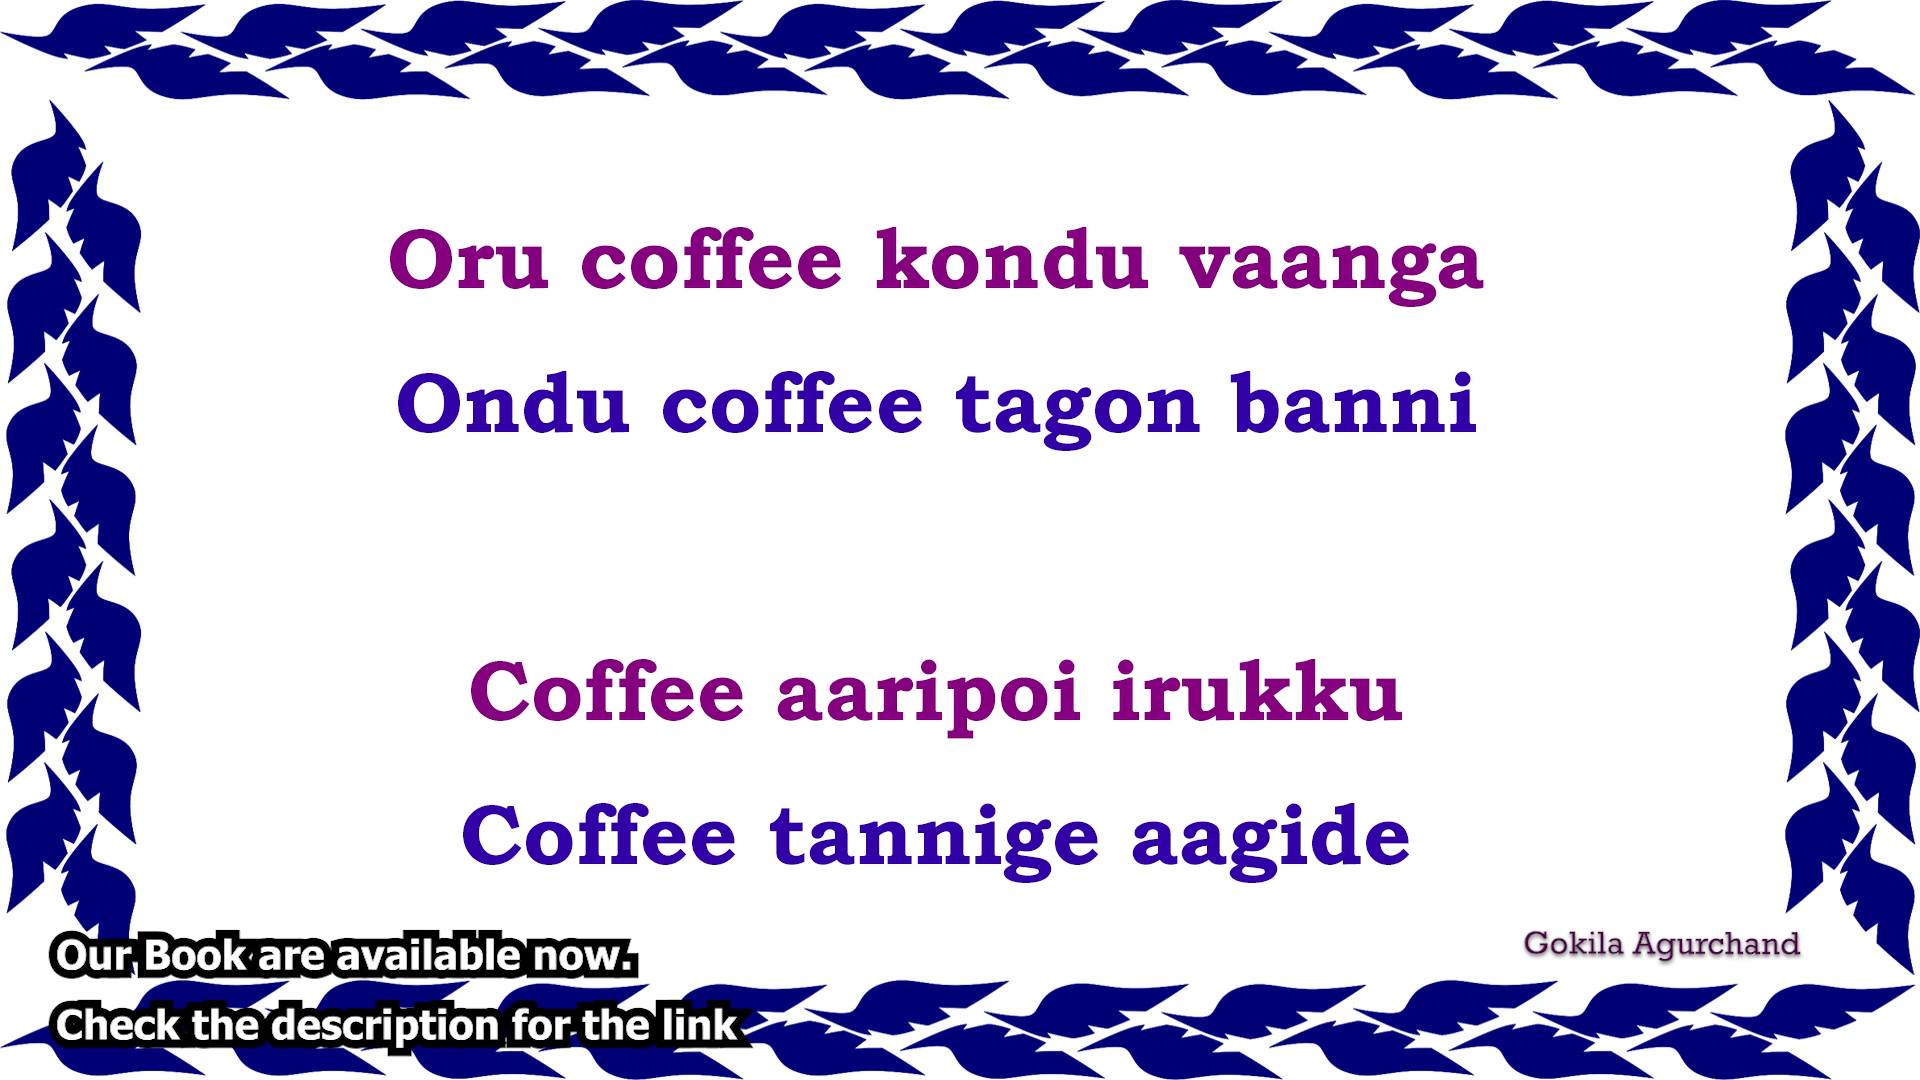 Oru coffee kondu vaanga
Ondu coffee tagon banni
Coffee aaripoi irukku
Coffee tannige aagide
Gokila Agurchand
Our Book are available now.
Check the description for the link